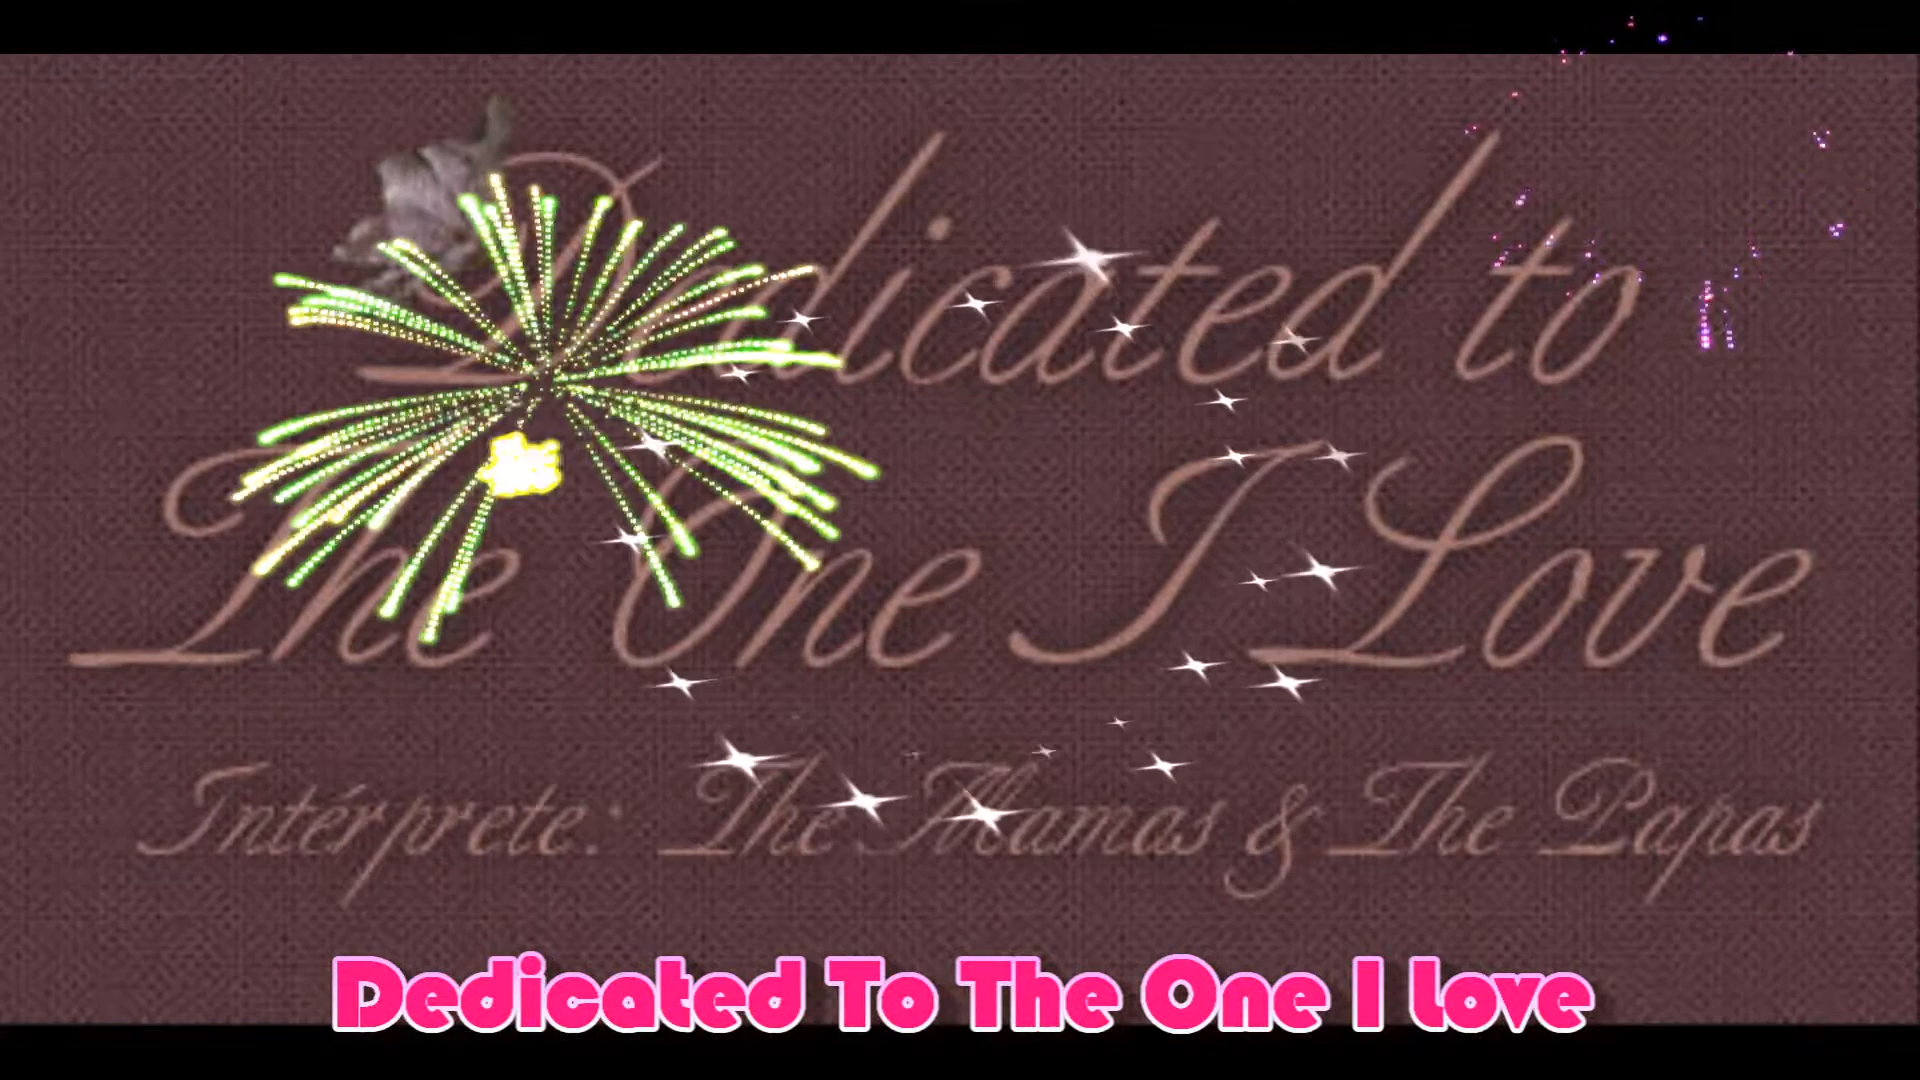 Dedicated to
The One I Love
Intérprete: The Mamas & The Papas
Dedicated To The One I Love